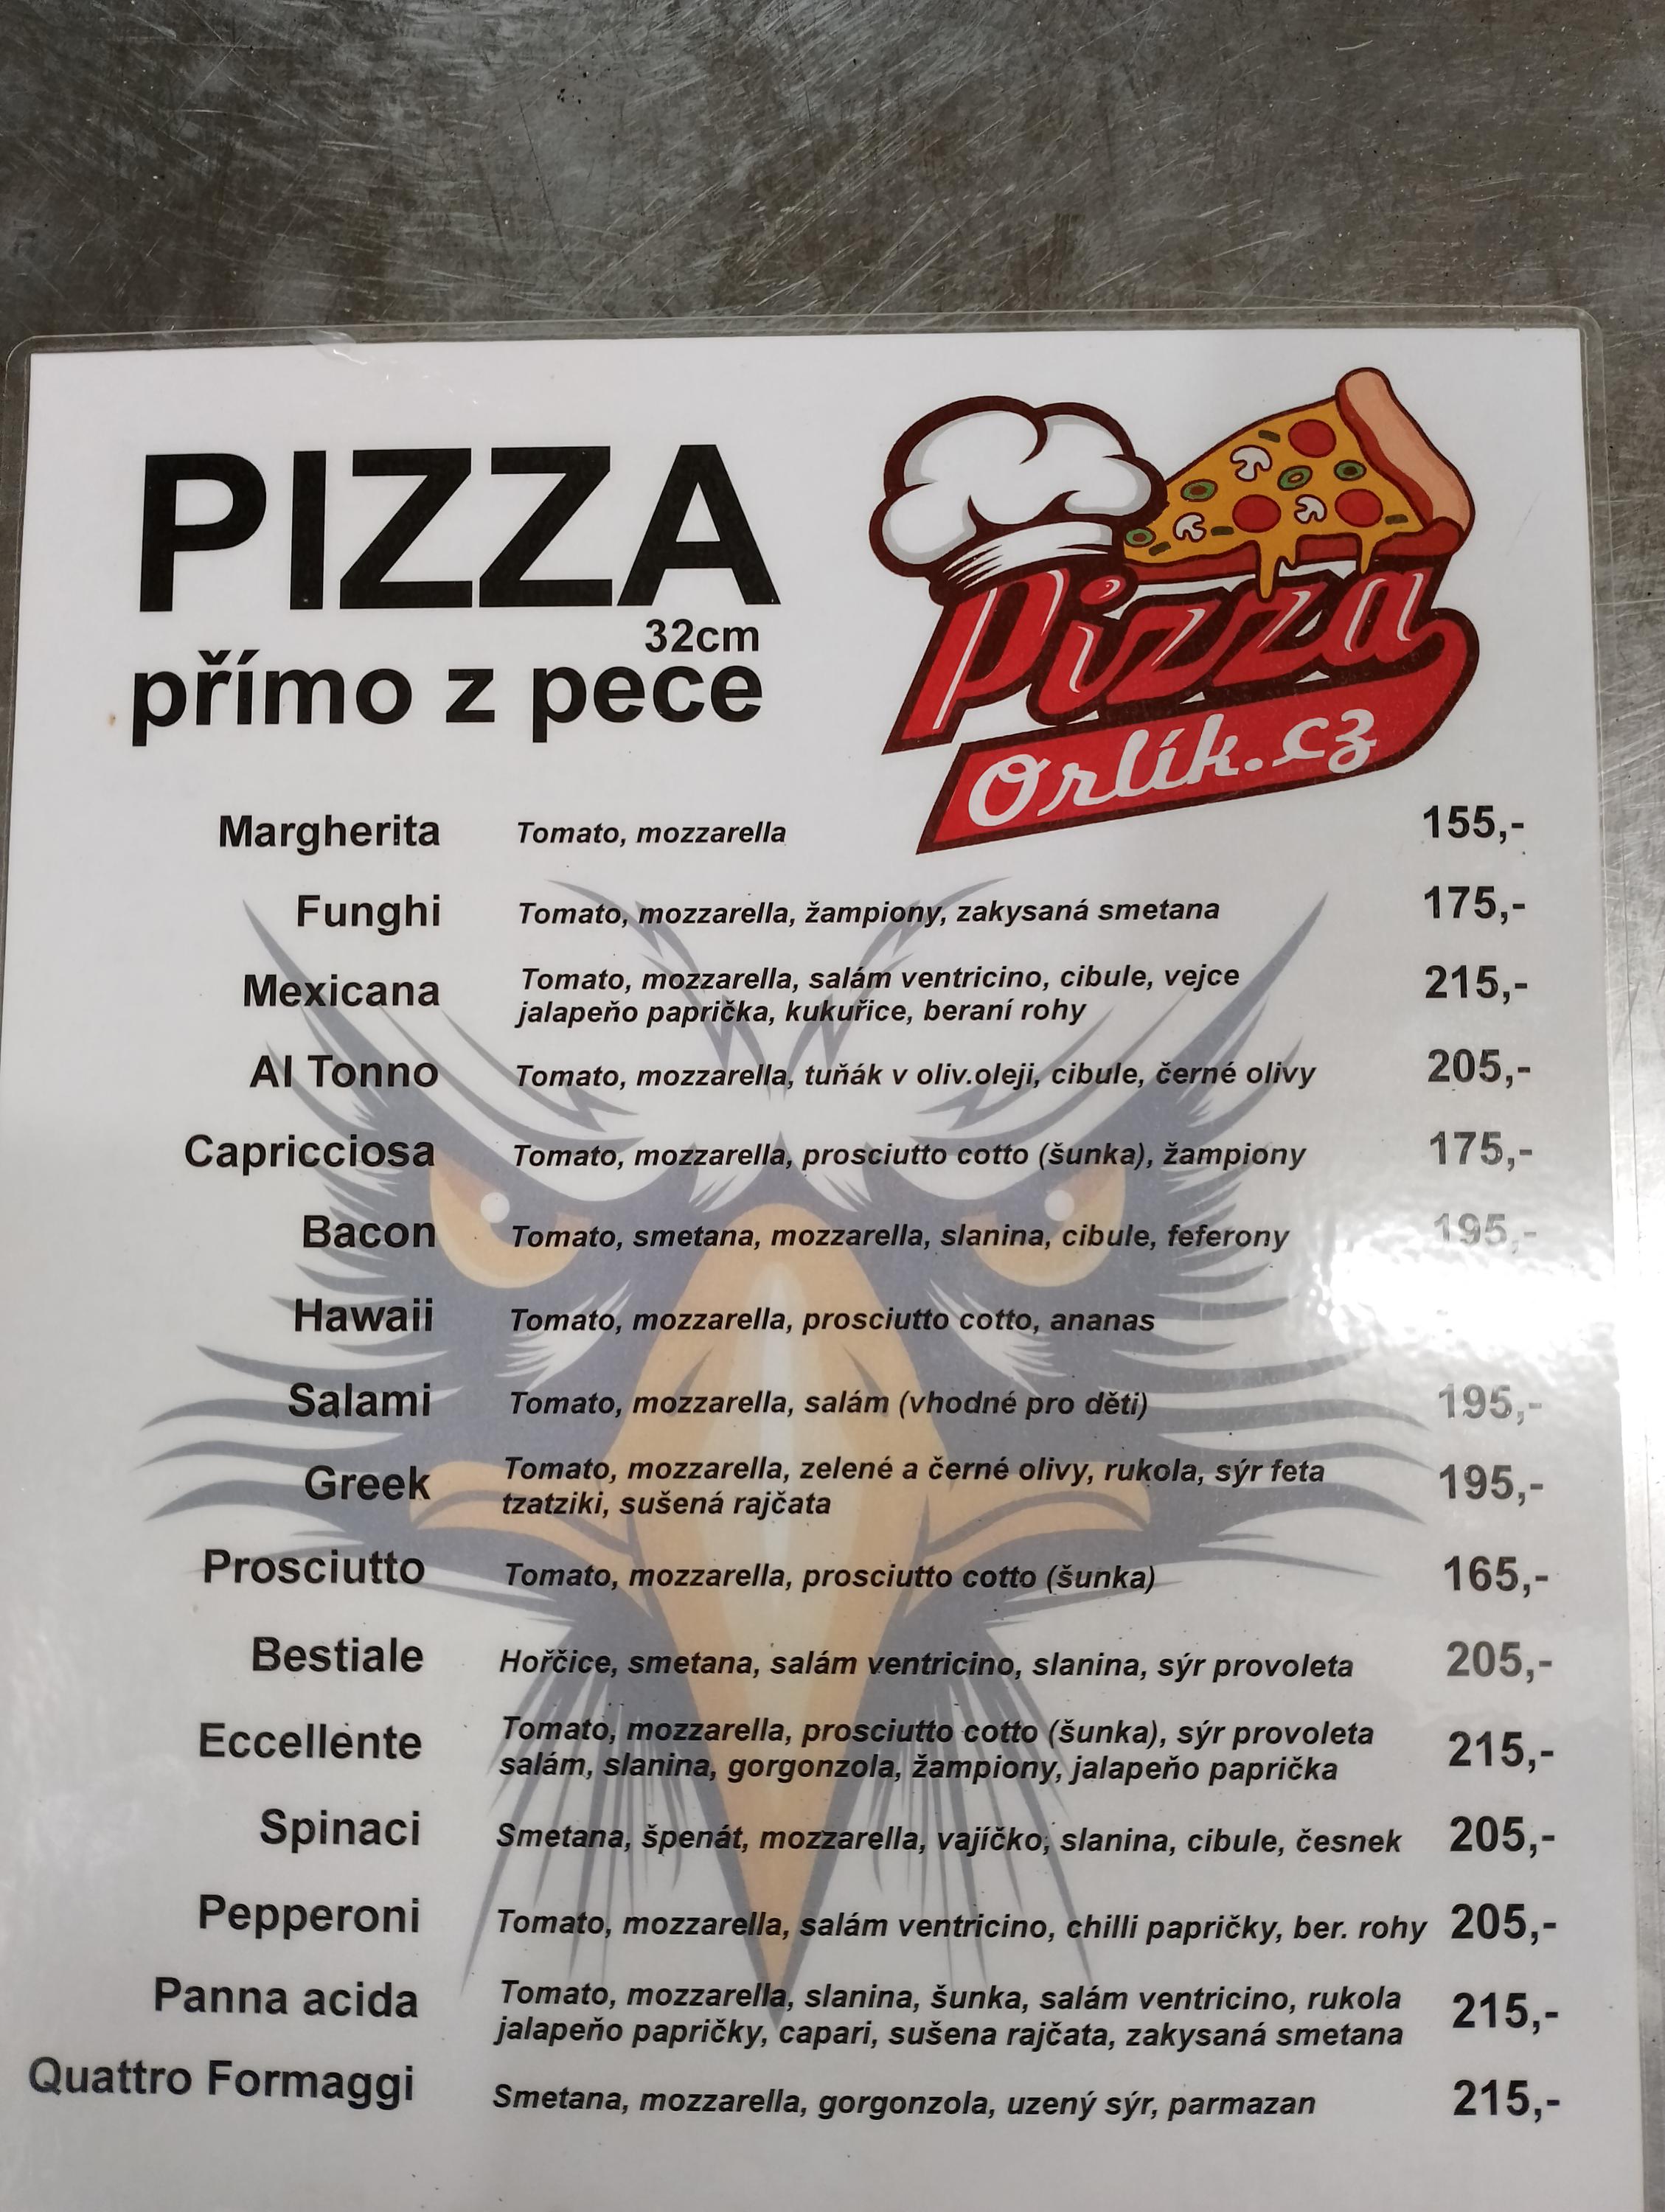 PIZZA
32cm
přímo z pece
Pizza
Orlík.cz
Margherita Tomato, mozzarella 155,-
Funghi Tomato, mozzarella, žampiony, zakysaná smetana 175,-
Mexicana Tomato, mozzarella, salám ventricino, cibule, vejce 215,-
jalapeňo paprička, kukuřice, beraní rohy
Al Tonno Tomato, mozzarella, tuňák v oliv.oleji, cibule, černé olivy 205,-
Capricciosa Tomato, mozzarella, prosciutto cotto (šunka), žampiony 175,-
Bacon Tomato, smetana, mozzarella, slanina, cibule, feferony 195,-
Hawaii Tomato, mozzarella, prosciutto cotto, ananas
Salami Tomato, mozzarella, salám (vhodné pro děti) 195,-
Greek Tomato, mozzarella, zelené a černé olivy, rukola, sýr feta 195,-
tzatziki, sušená rajčata
Prosciutto Tomato, mozzarella, prosciutto cotto (šunka) 165,-
Bestiale Hořčice, smetana, salám ventricino, slanina, sýr provoleta 205,-
Eccellente Tomato, mozzarella, prosciutto cotto (šunka), sýr provoleta 215,-
salám, slanina, gorgonzola, žampiony, jalapeňo paprička
Spinaci Smetana, špenát, mozzarella, vajíčko, slanina, cibule, česnek 205,-
Pepperoni Tomato, mozzarella, salám ventricino, chilli papričky, ber. rohy 205,-
Panna acida Tomato, mozzarella, slanina, šunka, salám ventricino, rukola 215,-
jalapeňo papričky, capari, sušena rajčata, zakysaná smetana
Quattro Formaggi Smetana, mozzarella, gorgonzola, uzený sýr, parmazan 215,-